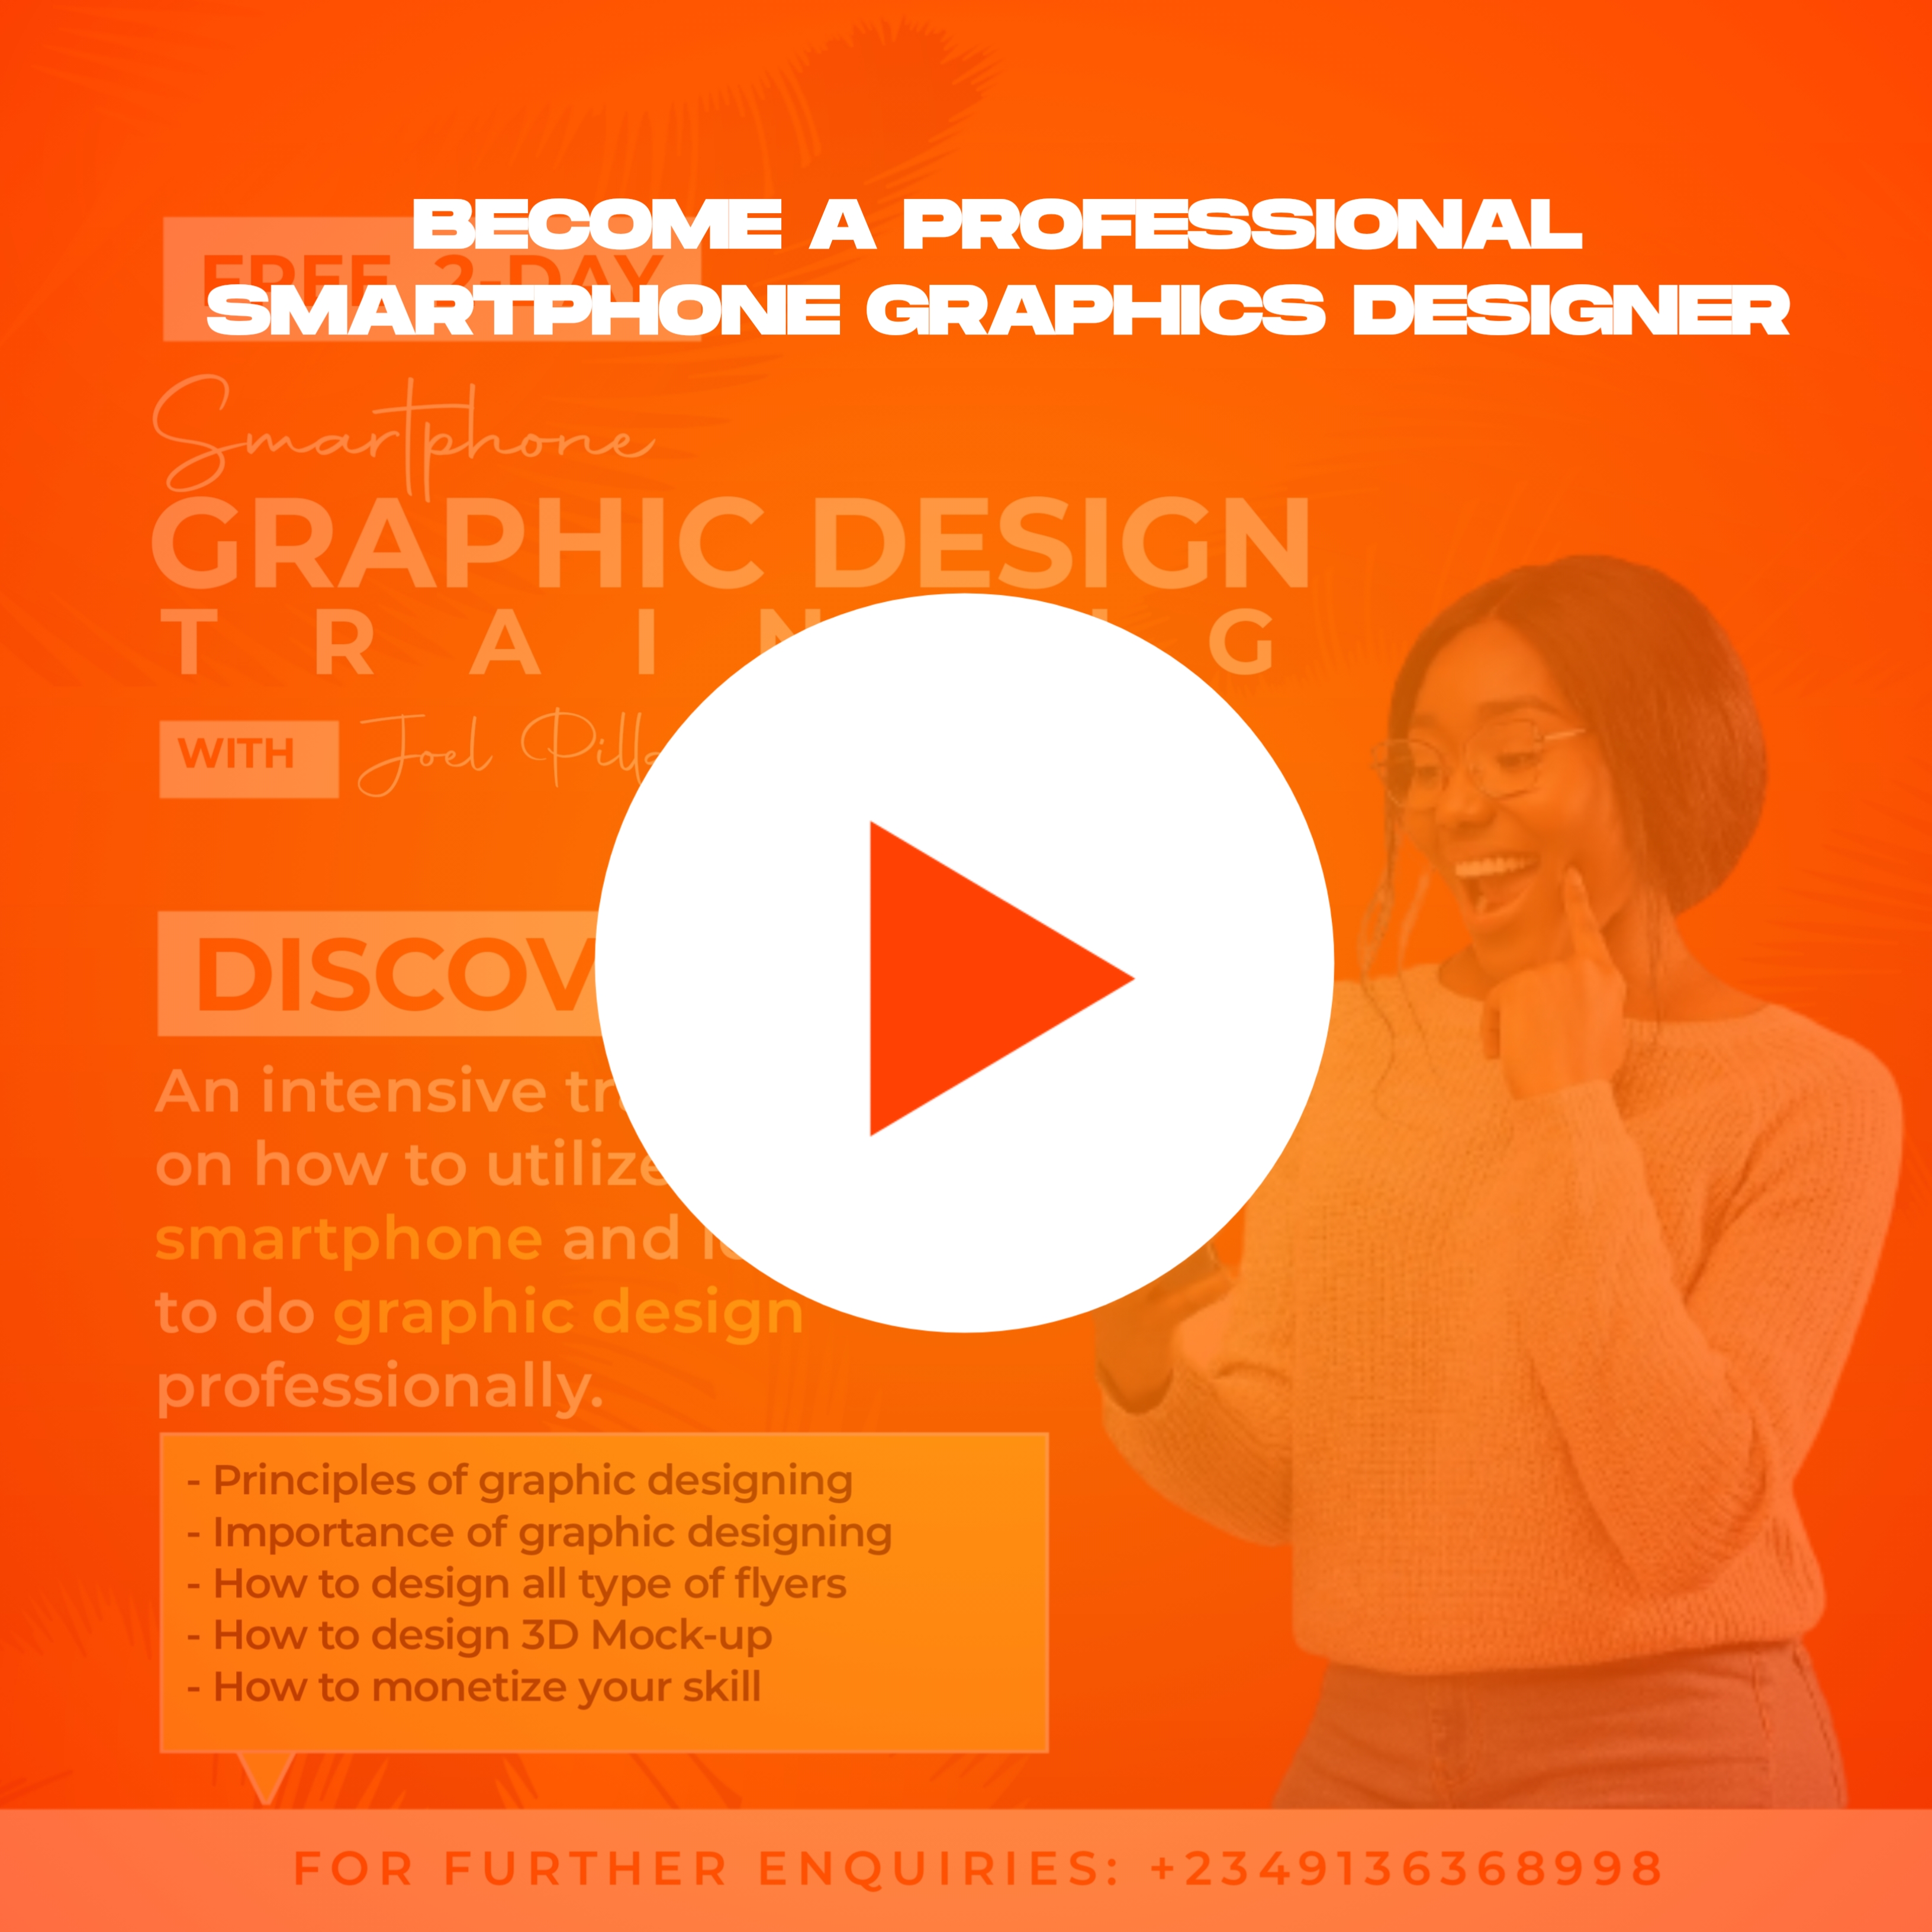 BECOME A PROFESSIONAL
SMARTPHONE GRAPHICS DESIGNER
FREE 2-DAY
Smartphone
GRAPHIC DESIGN
WITH Joel
An intensive
on how to utilize
smartphone and
to do graphic design
professionally.
- Principles of graphic designing
- Importance of graphic designing
- How to design all type of flyers
- How to design 3D Mock-up
- How to monetize your skill
FOR FURTHER ENQUIRIES: +2349136368998